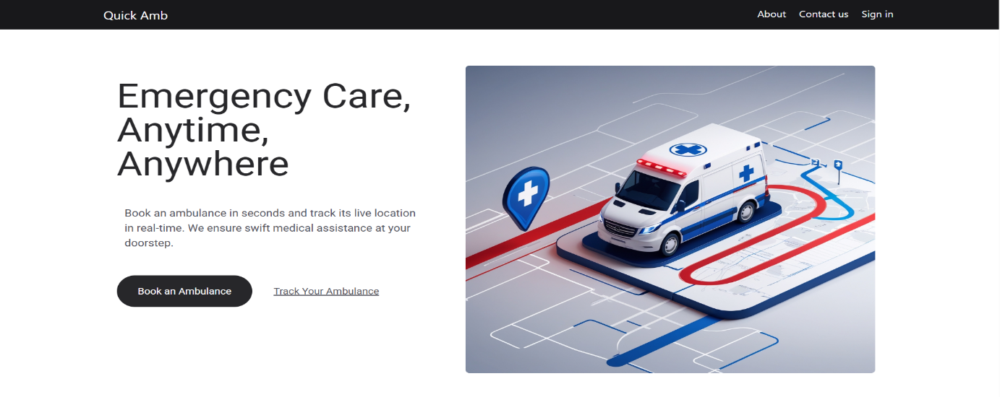 Quick Amb
About Contact us Sign in
Emergency Care,
Anytime,
Anywhere
Book an ambulance in seconds and track its live location
in real-time. We ensure swift medical assistance at your
doorstep.
Book an Ambulance
Track Your Ambulance